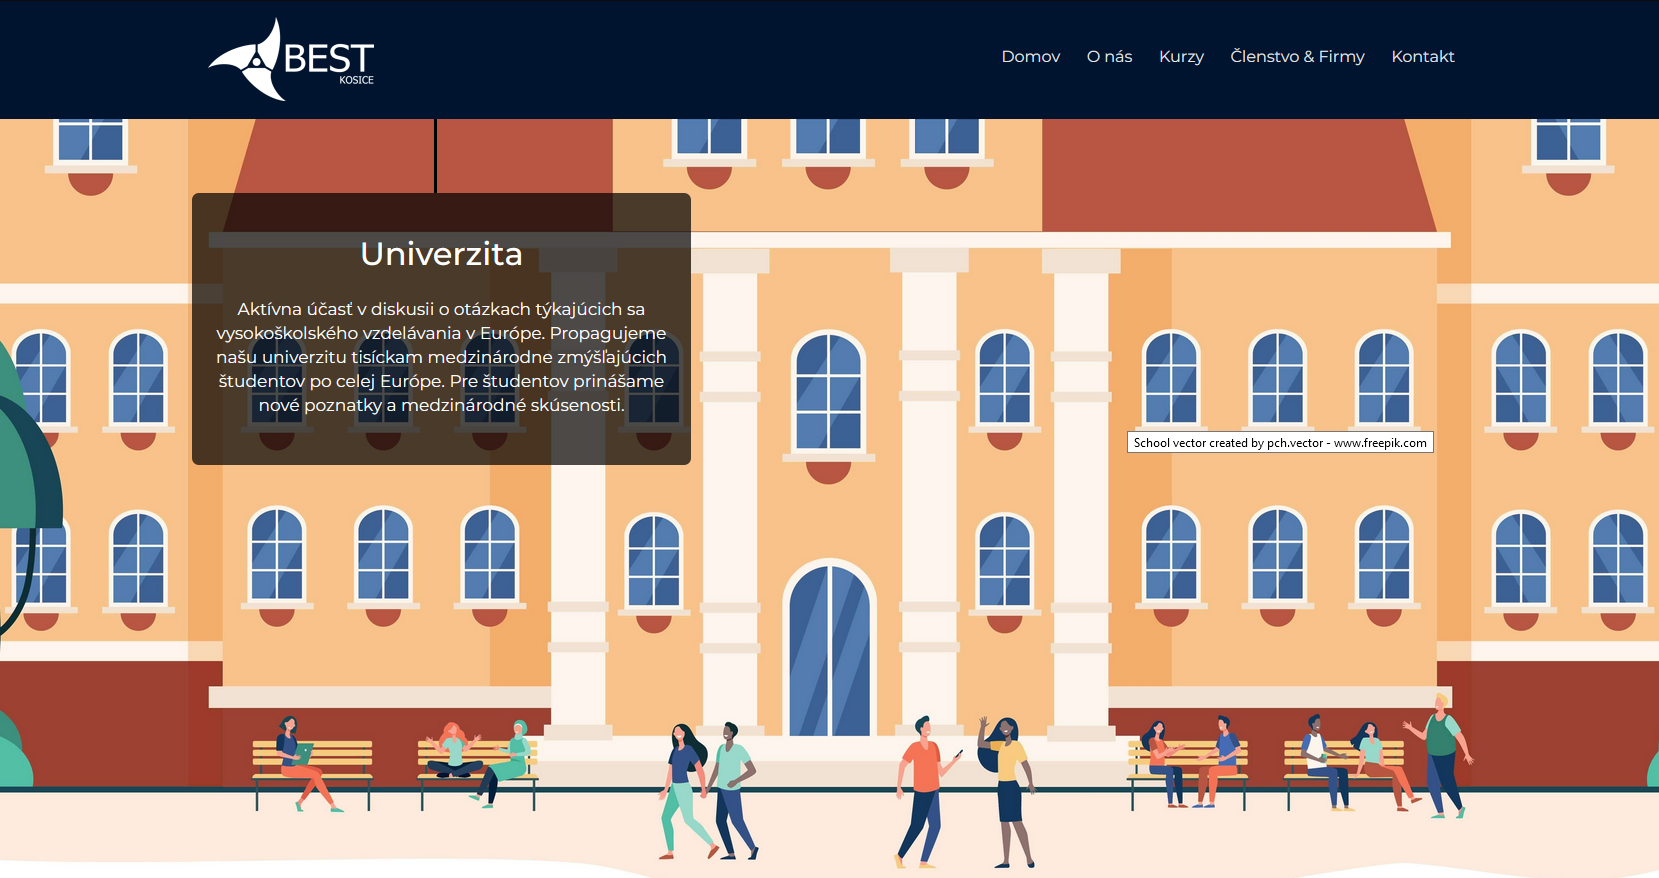 BEST
KOSICE
Domov O nás Kurzy Členstvo & Firmy Kontakt
Univerzita
Aktívna účasť v diskusii o otázkach týkajúcich sa
vysokoškolského vzdelávania v Európe. Propagujeme
našu univerzitu tisíckam medzinárodne zmýšľajúcich
študentov po celej Európe. Pre študentov prinášame
nové poznatky a medzinárodné skúsenosti.
School vector created by pch.vector - www.freepik.com